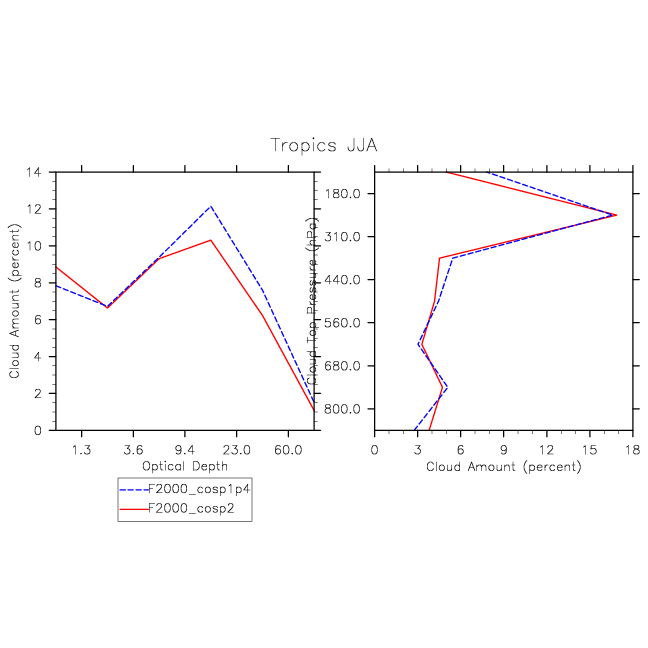 Tropics JJA
Cloud Amount (percent)
14
12
10
8
6
4
2
0
1.3 3.6 9.4 23.0 60.0
Optical Depth
Cloud Top Pressure (hPa)
180.0
310.0
440.0
560.0
680.0
800.0
0 3 6 9 12 15 18
Cloud Amount (percent)
F2000_cosp1p4
F2000_cosp2